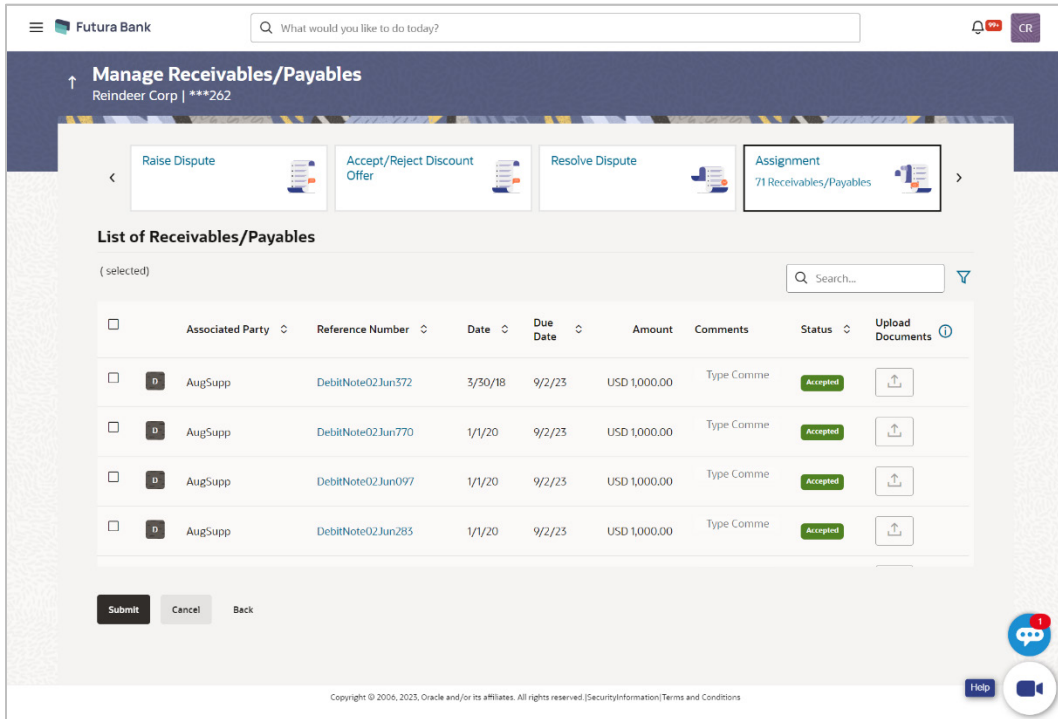 Futura Bank
What would you like to do today?
99+
CR
Manage Receivables/Payables
Reindeer Corp | ***262
Raise Dispute
Accept/Reject Discount
Offer
Resolve Dispute
Assignment
71 Receivables/Payables
List of Receivables/Payables
( selected)
Search...
Associated Party Reference Number Date Due Date Amount Comments Status Upload Documents
D AugSupp DebitNote02Jun372 3/30/18 9/2/23 USD 1,000.00 Type Comme Accepted
D AugSupp DebitNote02Jun770 1/1/20 9/2/23 USD 1,000.00 Type Comme Accepted
D AugSupp DebitNote02Jun097 1/1/20 9/2/23 USD 1,000.00 Type Comme Accepted
D AugSupp DebitNote02Jun283 1/1/20 9/2/23 USD 1,000.00 Type Comme Accepted
Submit Cancel Back
1
Help
Copyright © 2006, 2023, Oracle and/or its affiliates. All rights reserved.|SecurityInformation|Terms and Conditions